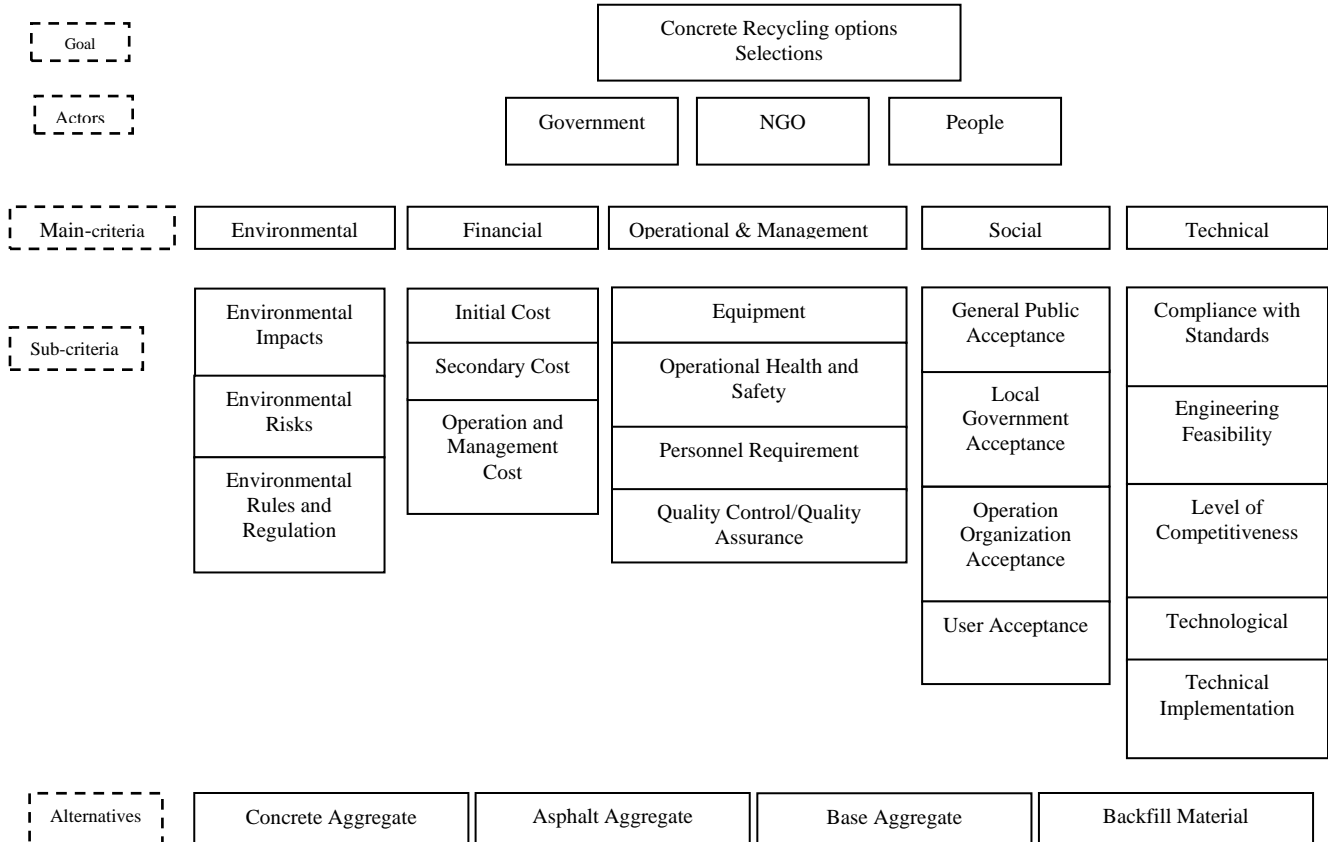 Goal
Concrete Recycling options
Selections
Actors
Government
NGO
People
Main-criteria
Environmental
Financial
Operational & Management
Social
Technical
Sub-criteria
Environmental
Impacts
Environmental
Risks
Environmental
Rules and
Regulation
Initial Cost
Secondary Cost
Operation and
Management
Cost
Equipment
Operational Health and
Safety
Personnel Requirement
Quality Control/Quality
Assurance
General Public
Acceptance
Local
Government
Acceptance
Operation
Organization
Acceptance
User Acceptance
Compliance with
Standards
Engineering
Feasibility
Level of
Competitiveness
Technological
Technical
Implementation
Alternatives
Concrete Aggregate
Asphalt Aggregate
Base Aggregate
Backfill Material